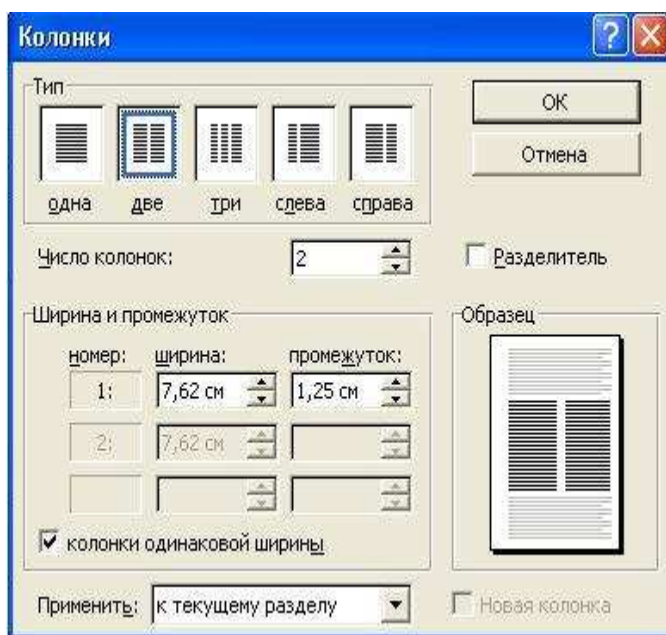 Колонки
Тип
ОК
Отмена
одна две три слева справа
Число колонок: 2 Разделитель
Ширина и промежуток Образец
номер: ширина: промежуток:
1: 7,62 см 1,25 см
2: 7,62 см
колонки одинаковой ширины
Применить: к текущему разделу Новая колонка